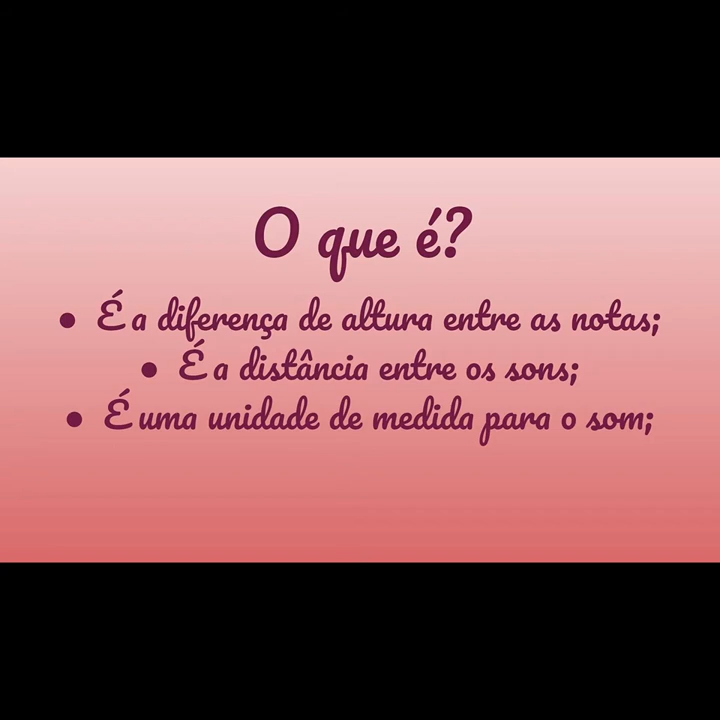 O que é?
• É a diferença de altura entre as notas;
• É a distância entre os sons;
• É uma unidade de medida para o som;